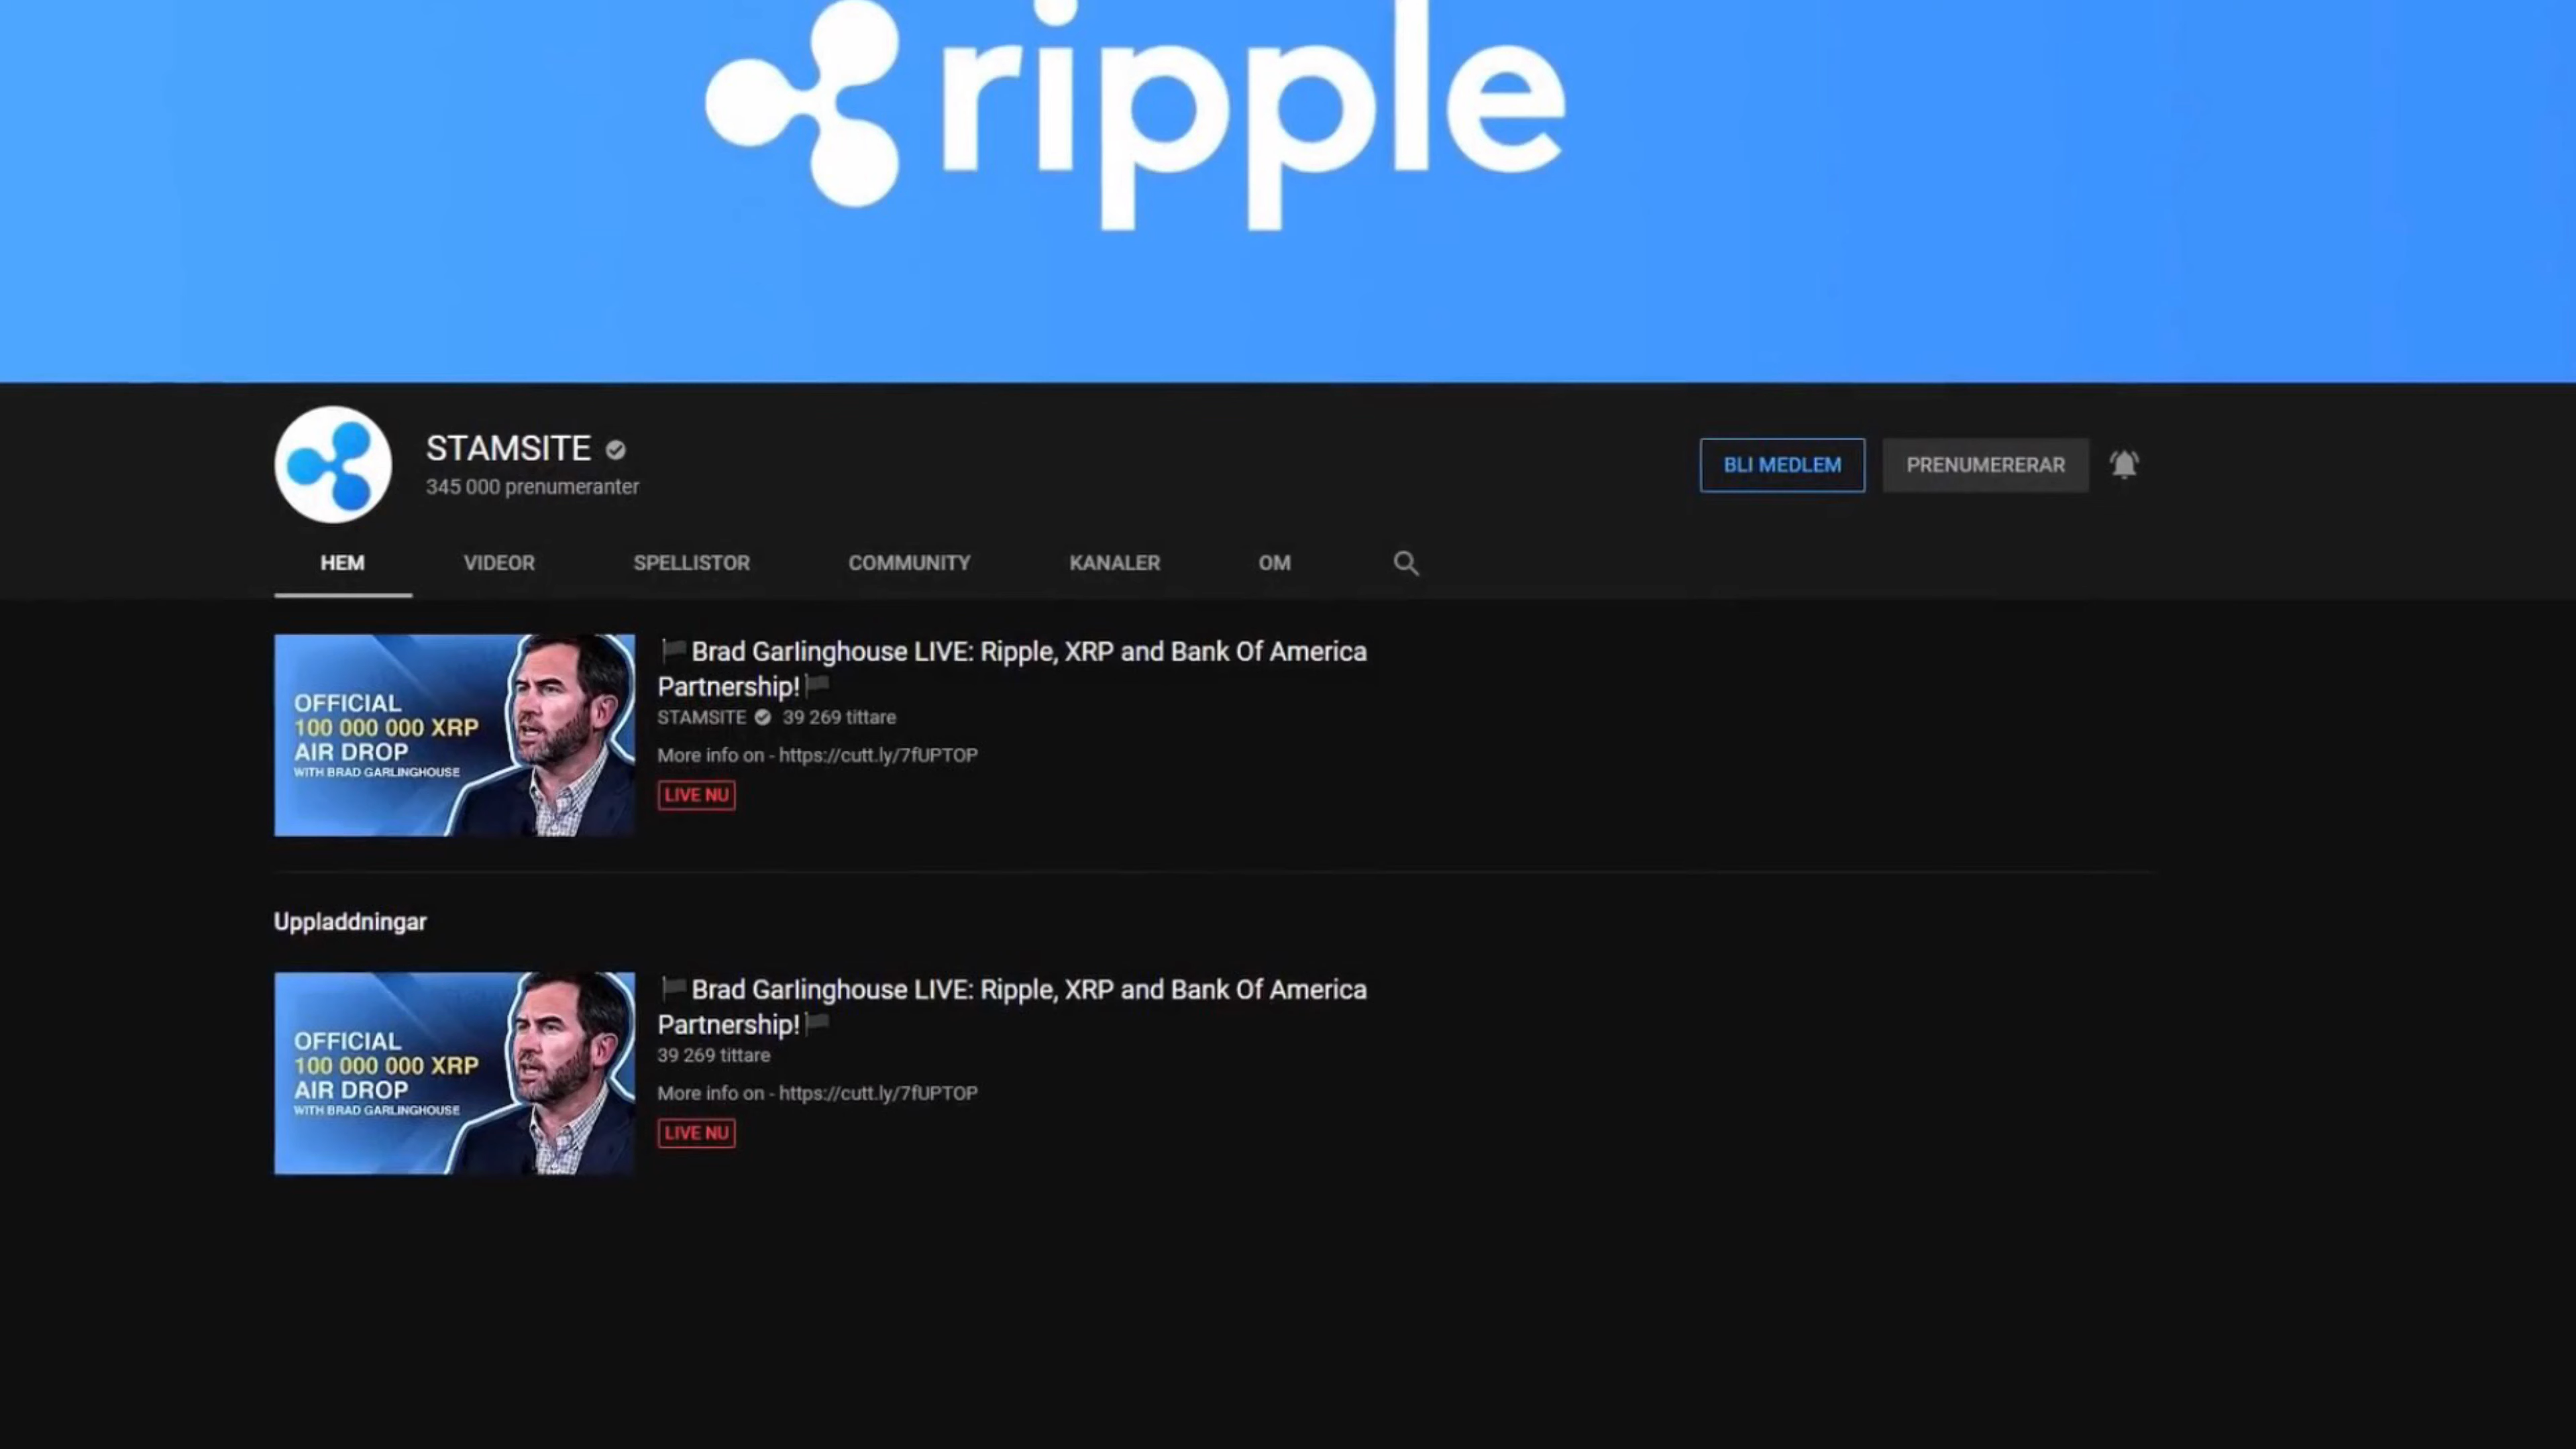 ripple
STAMSITE
345 000 prenumeranter
BLI MEDLEM
PRENUMERERAR
HEM
VIDEOR
SPELLISTOR
COMMUNITY
KANALER
OM
OFFICIAL
100 000 000 XRP
AIR DROP
WITH BRAD GARLINGHOUSE
Brad Garlinghouse LIVE: Ripple, XRP and Bank Of America
Partnership!
STAMSITE 39 269 tittare
More info on - https://cutt.ly/7fUPTOP
LIVE NU
Uppladdningar
OFFICIAL
100 000 000 XRP
AIR DROP
WITH BRAD GARLINGHOUSE
Brad Garlinghouse LIVE: Ripple, XRP and Bank Of America
Partnership!
39 269 tittare
More info on - https://cutt.ly/7fUPTOP
LIVE NU